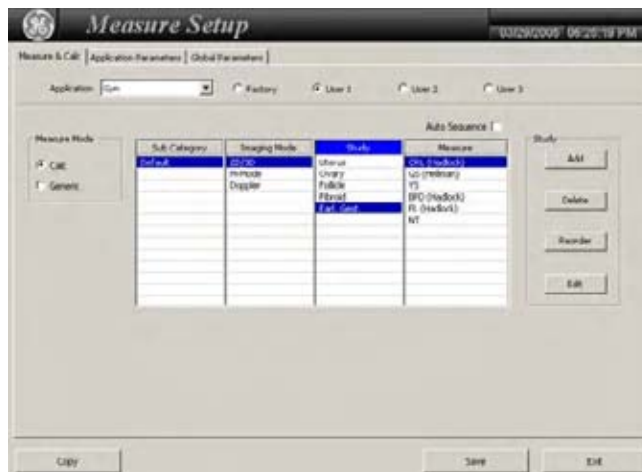 GE Measure Setup 03/29/2005 06:25:19 PM
Measure & Calc Application Parameters Global Parameters
Application Gyn Factory User 1 User 2 User 3
Auto Sequence
Measure Mode Study
Sub Category Imaging Mode Study Measure
Calc Default 2D/3D Uterus CRL (Hadlock) Add
M-Mode Ovary GS (Hellman)
Generic Doppler Follicle YS
Fibroid BPD (Hadlock) Delete
Earl. Gest. FL (Hadlock)
NT
Reorder
Edit
Copy Save Exit